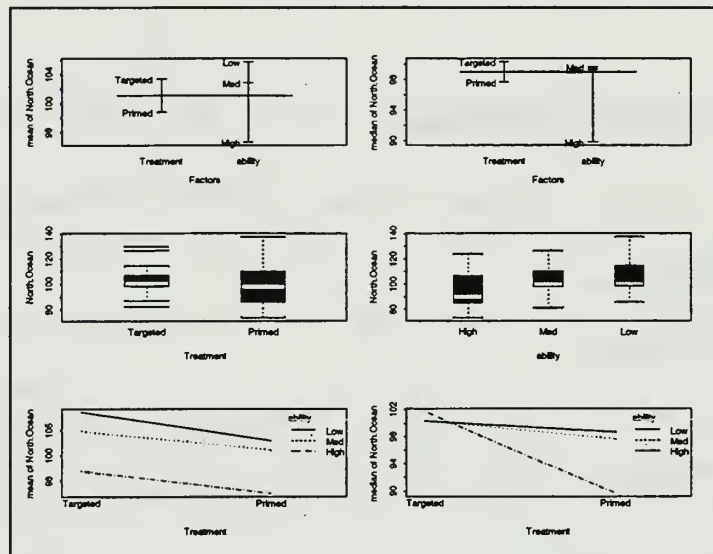 mean of North.Ocean
104
100
96
Targeted
Primed
Low
Med
High
Treatment
ability
Factors
median of North.Ocean
98
94
90
Targeted
Primed
Med
High
Treatment
ability
Factors
North.Ocean
140
120
100
80
Targeted
Primed
Treatment
North.Ocean
140
120
100
80
High
Med
Low
ability
mean of North.Ocean
105
100
ability
Low
Med
High
Targeted
Primed
Treatment
median of North.Ocean
102
98
94
90
ability
Low
Med
High
Targeted
Primed
Treatment